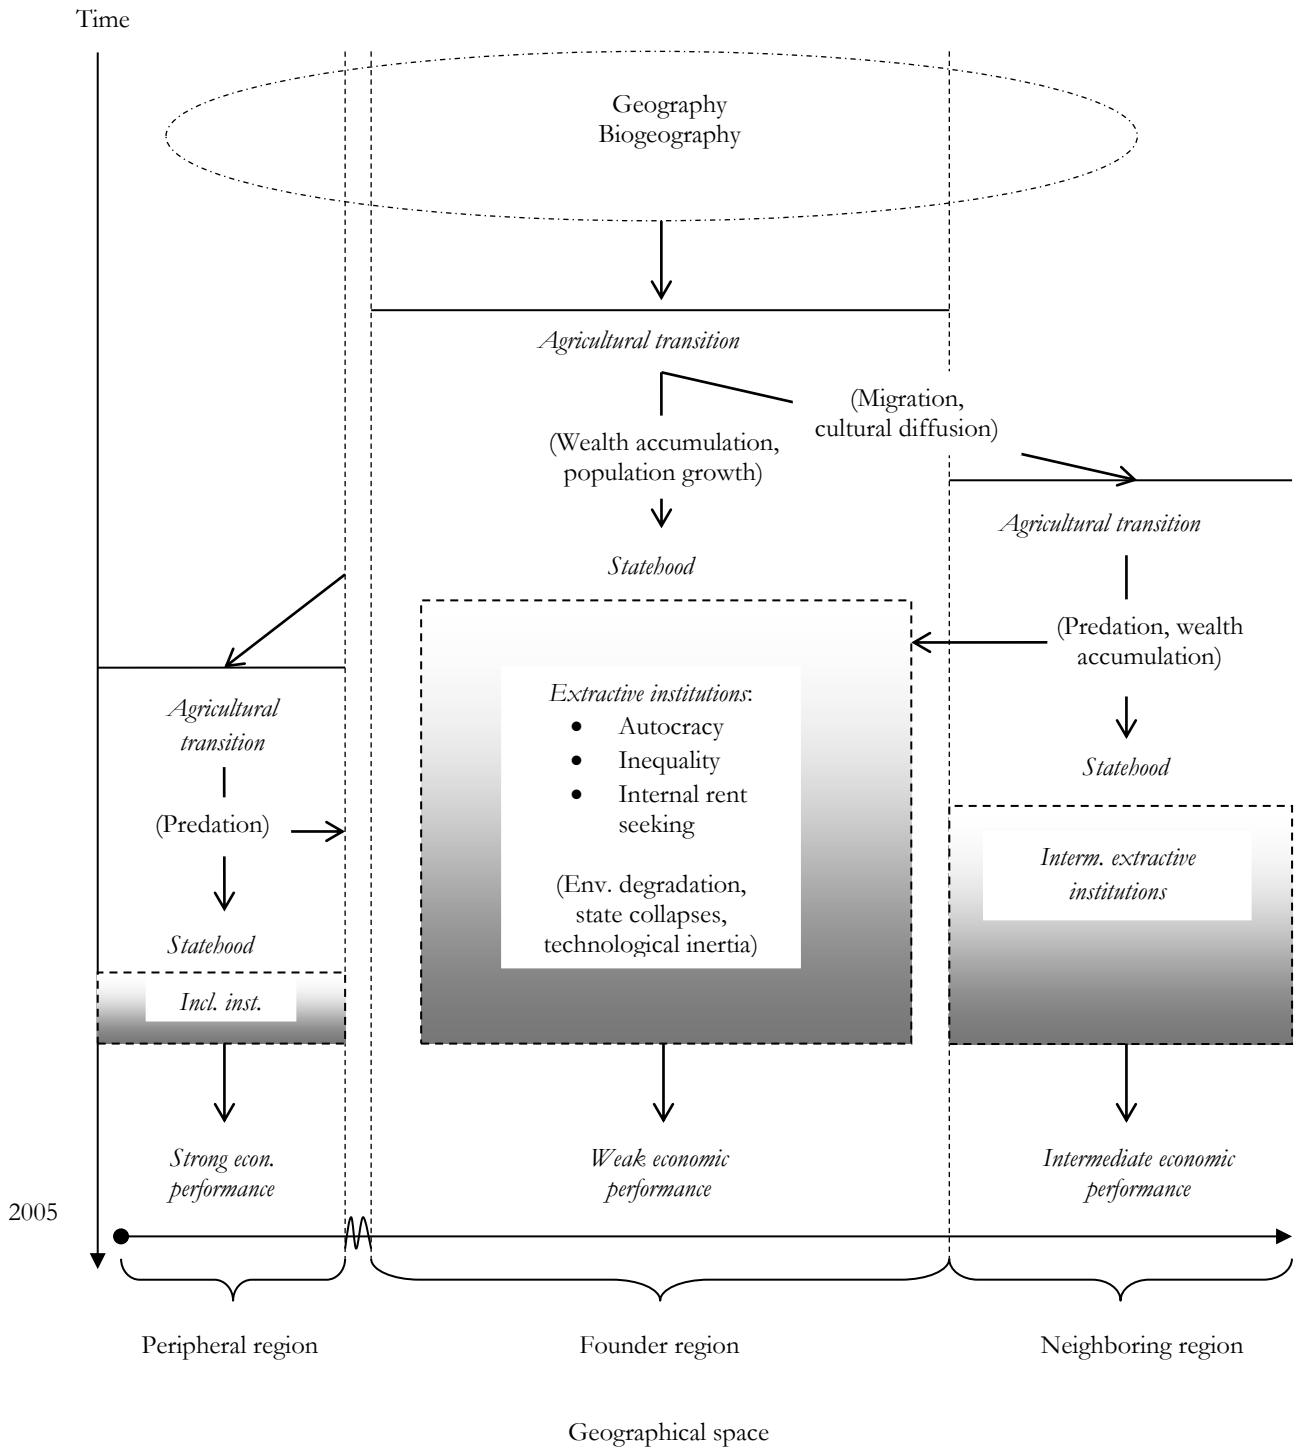 Time
Geography
Biogeography
Agricultural transition
(Migration,
cultural diffusion)
(Wealth accumulation,
population growth)
Agricultural transition
Statehood
(Predation, wealth
accumulation)
Extractive institutions:
• Autocracy
• Inequality
• Internal rent
seeking
(Env. degradation,
state collapses,
technological inertia)
Agricultural
transition
(Predation)
Statehood
Incl. inst.
Statehood
Interm. extractive
institutions
Strong econ.
performance
Weak economic
performance
Intermediate economic
performance
2005
Peripheral region
Founder region
Neighboring region
Geographical space